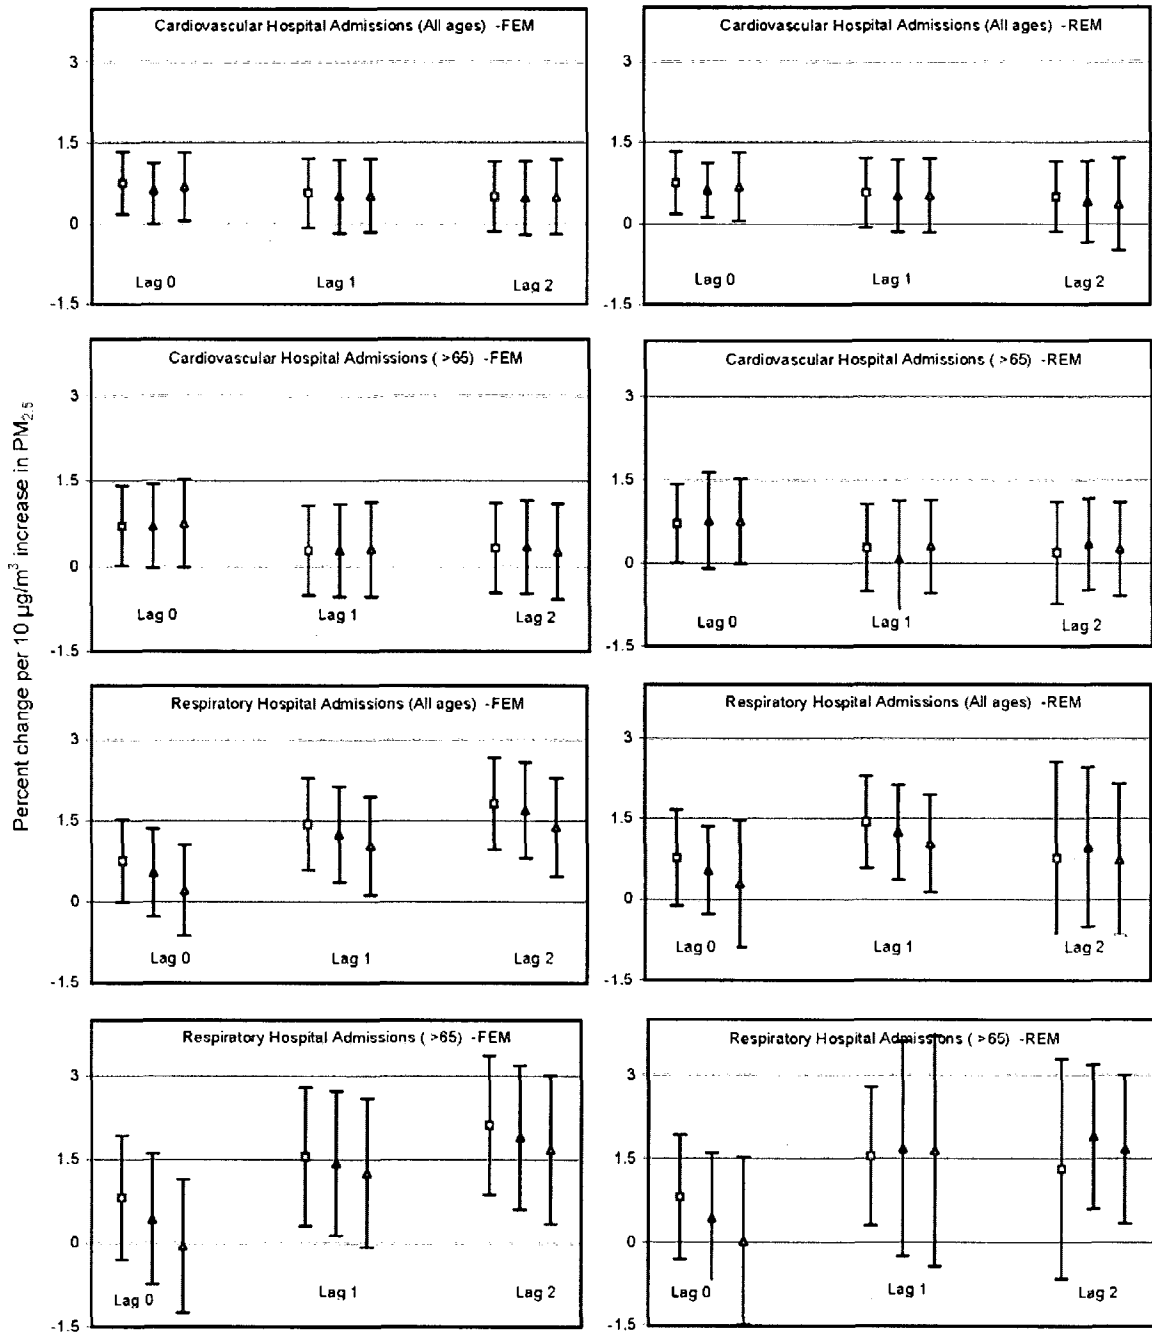 Percent change per 10 µg/m³ increase in PM2.5
Cardiovascular Hospital Admissions (All ages) -FEM
3
1.5
0
-1.5
Lag 0
Lag 1
Lag 2
Cardiovascular Hospital Admissions (All ages) -REM
3
1.5
0
-1.5
Lag 0
Lag 1
Lag 2
Cardiovascular Hospital Admissions ( >65) -FEM
3
1.5
0
-1.5
Lag 0
Lag 1
Lag 2
Cardiovascular Hospital Admissions ( >65) -REM
3
1.5
0
-1.5
Lag 0
Lag 1
Lag 2
Respiratory Hospital Admissions (All ages) -FEM
3
1.5
0
-1.5
Lag 0
Lag 1
Lag 2
Respiratory Hospital Admissions (All ages) -REM
3
1.5
0
-1.5
Lag 0
Lag 1
Lag 2
Respiratory Hospital Admissions ( >65) -FEM
3
1.5
0
-1.5
Lag 0
Lag 1
Lag 2
Respiratory Hospital Admissions ( >65) -REM
3
1.5
0
-1.5
Lag 0
Lag 1
Lag 2